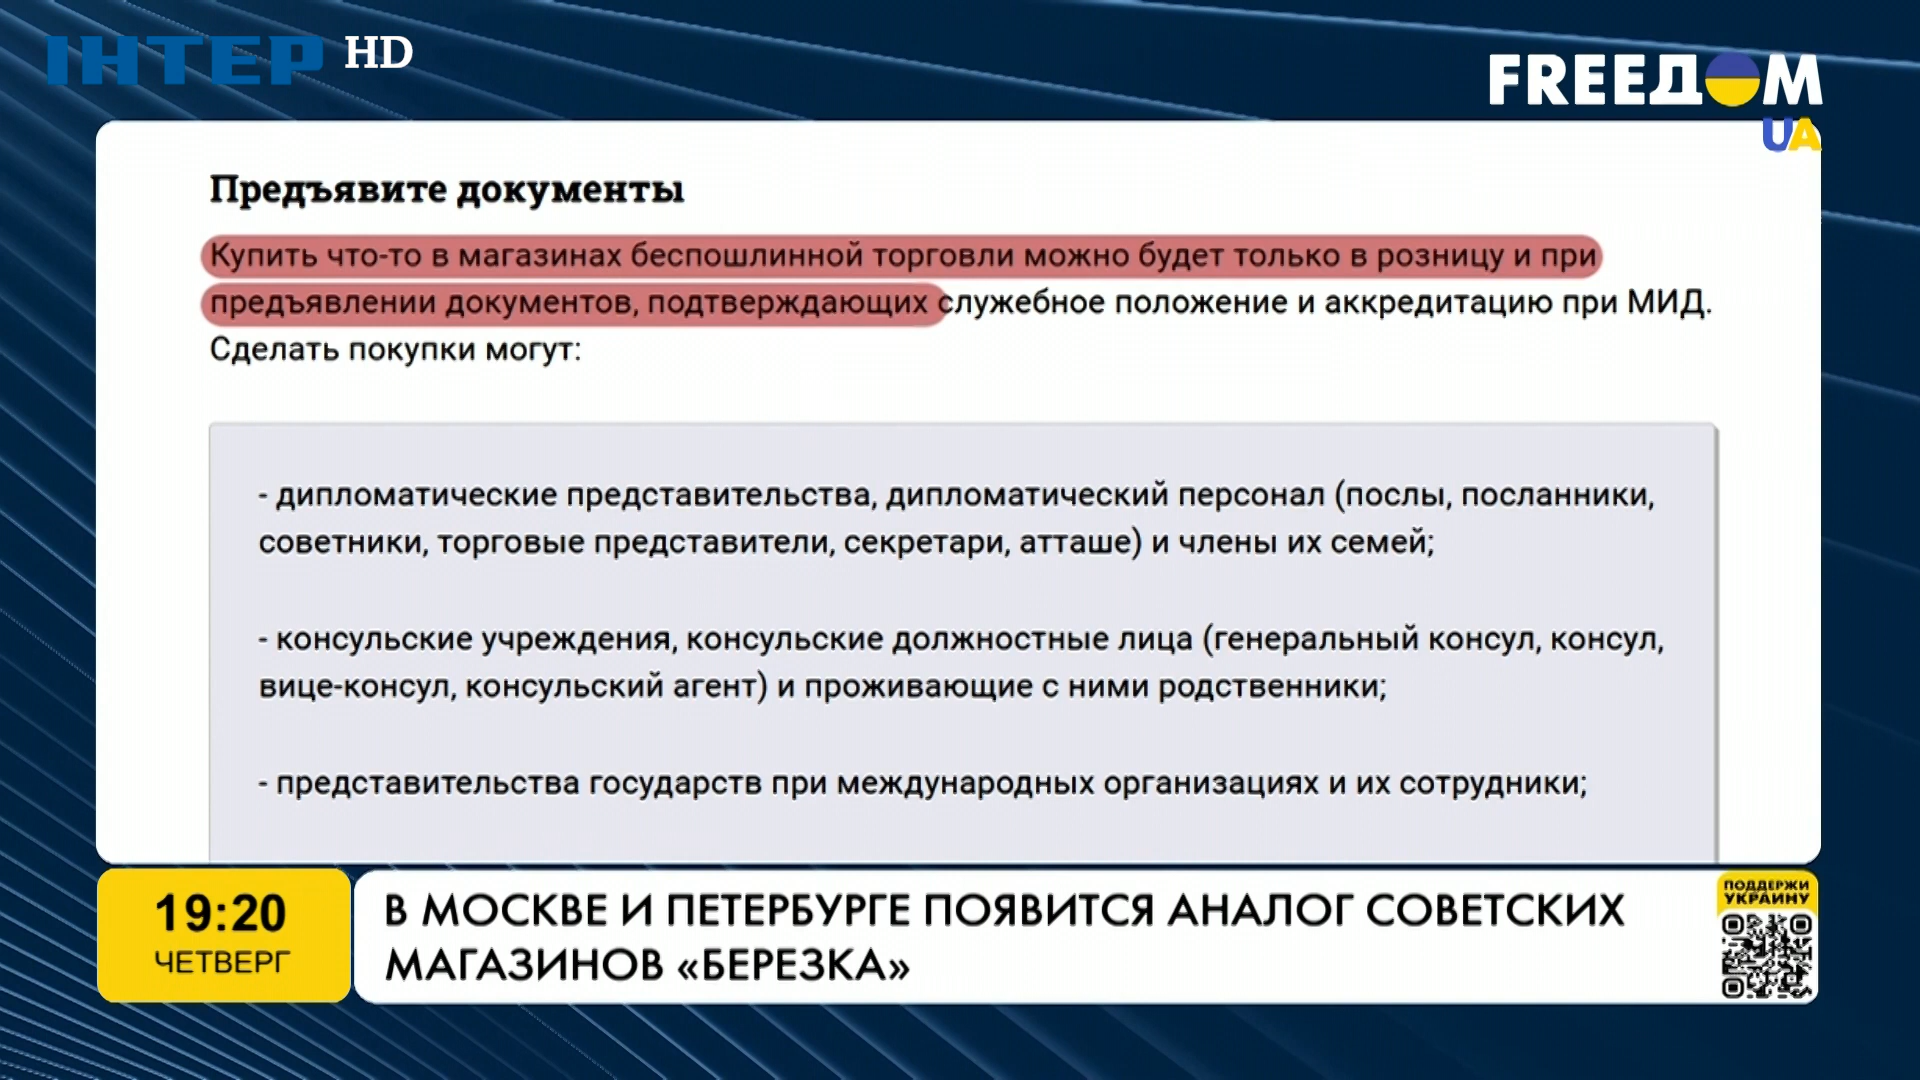 ІНТЕР HD
FREEДOM
UA
Предъявите документы
Купить что-то в магазинах беспошлинной торговли можно будет только в розницу и при
предъявлении документов, подтверждающих служебное положение и аккредитацию при МИД.
Сделать покупки могут:
- дипломатические представительства, дипломатический персонал (послы, посланники,
советники, торговые представители, секретари, атташе) и члены их семей;
- консульские учреждения, консульские должностные лица (генеральный консул, консул,
вице-консул, консульский агент) и проживающие с ними родственники;
- представительства государств при международных организациях и их сотрудники;
19:20
ЧЕТВЕРГ
В МОСКВЕ И ПЕТЕРБУРГЕ ПОЯВИТСЯ АНАЛОГ СОВЕТСКИХ
МАГАЗИНОВ «БЕРЕЗКА»
ПОДДЕРЖИ
УКРАИНУ